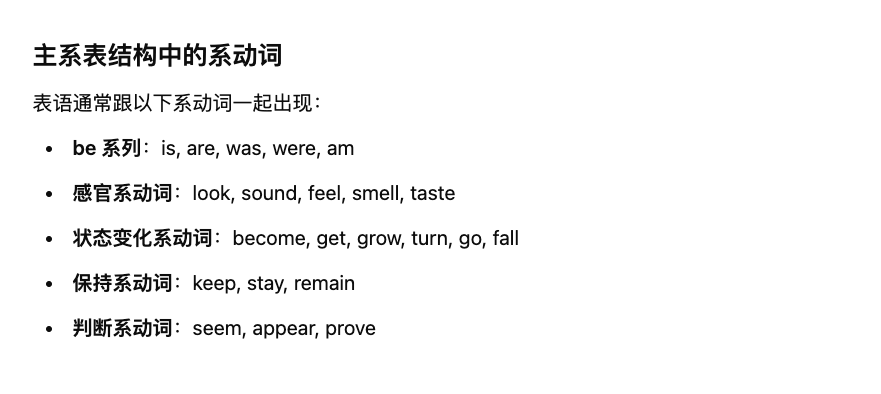 主系表结构中的系动词
表语通常跟以下系动词一起出现：
• be 系列：is, are, was, were, am
• 感官系动词：look, sound, feel, smell, taste
• 状态变化系动词：become, get, grow, turn, go, fall
• 保持系动词：keep, stay, remain
• 判断系动词：seem, appear, prove